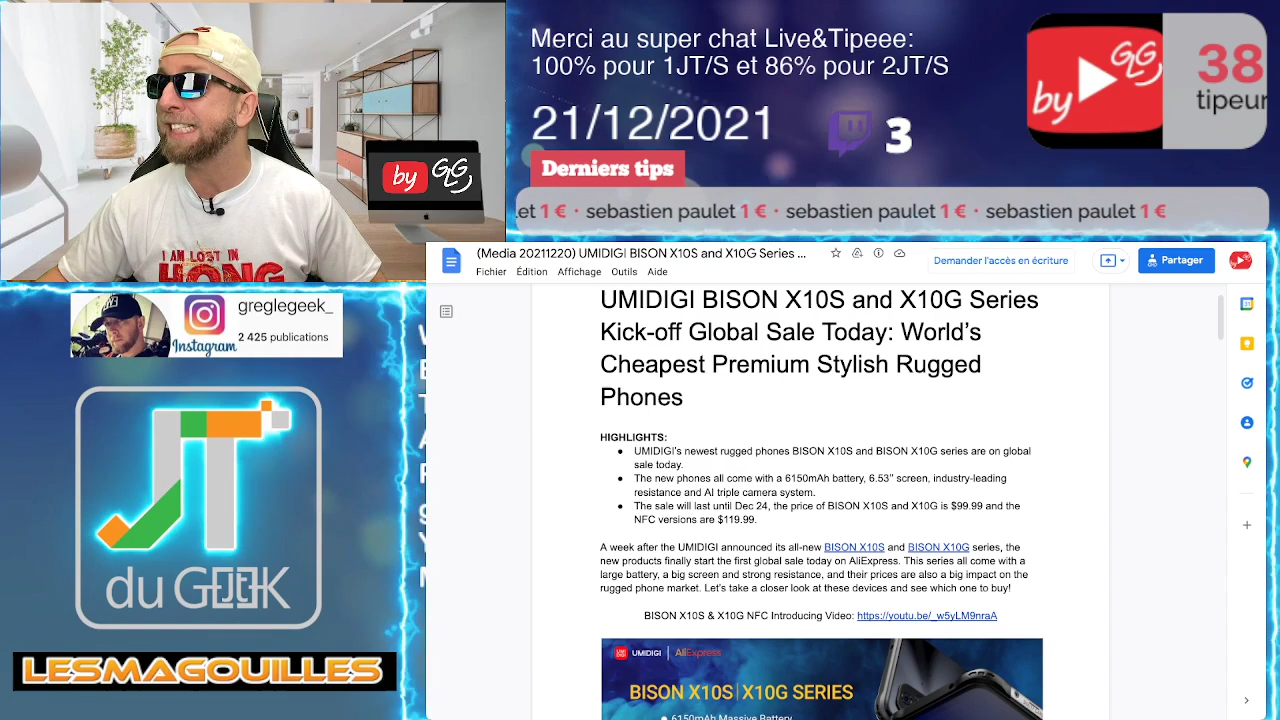 Merci au super chat Live&Tipeee:
100% pour 1JT/S et 86% pour 2JT/S
21/12/2021
3
by GLG
38
tipeur
Derniers tips
et 1 € · sebastien paulet 1 € · sebastien paulet 1 € · sebastien paulet 1 €
by GLG
I AM LOST IN
HONG
greglegeek_
2 425 publications
Instagram
JT
du GEEK
LESMAGOUILLES
(Media 20211220) UMIDIGI BISON X10S and X10G Series ...
Demander l'accès en écriture
Partager
Fichier Édition Affichage Outils Aide
UMIDIGI BISON X10S and X10G Series
Kick-off Global Sale Today: World's
Cheapest Premium Stylish Rugged
Phones
HIGHLIGHTS:
● UMIDIGI's newest rugged phones BISON X10S and BISON X10G series are on global
sale today.
● The new phones all come with a 6150mAh battery, 6.53" screen, industry-leading
resistance and AI triple camera system.
● The sale will last until Dec 24, the price of BISON X10S and X10G is $99.99 and the
NFC versions are $119.99.
A week after the UMIDIGI announced its all-new BISON X10S and BISON X10G series, the
new products finally start the first global sale today on AliExpress. This series all come with a
large battery, a big screen and strong resistance, and their prices are also a big impact on the
rugged phone market. Let's take a closer look at these devices and see which one to buy!
BISON X10S & X10G NFC Introducing Video: https://youtu.be/_w5yLM9nraA
UMIDIGI | AliExpress
BISON X10S | X10G SERIES
● 6150mAh Massive Battery